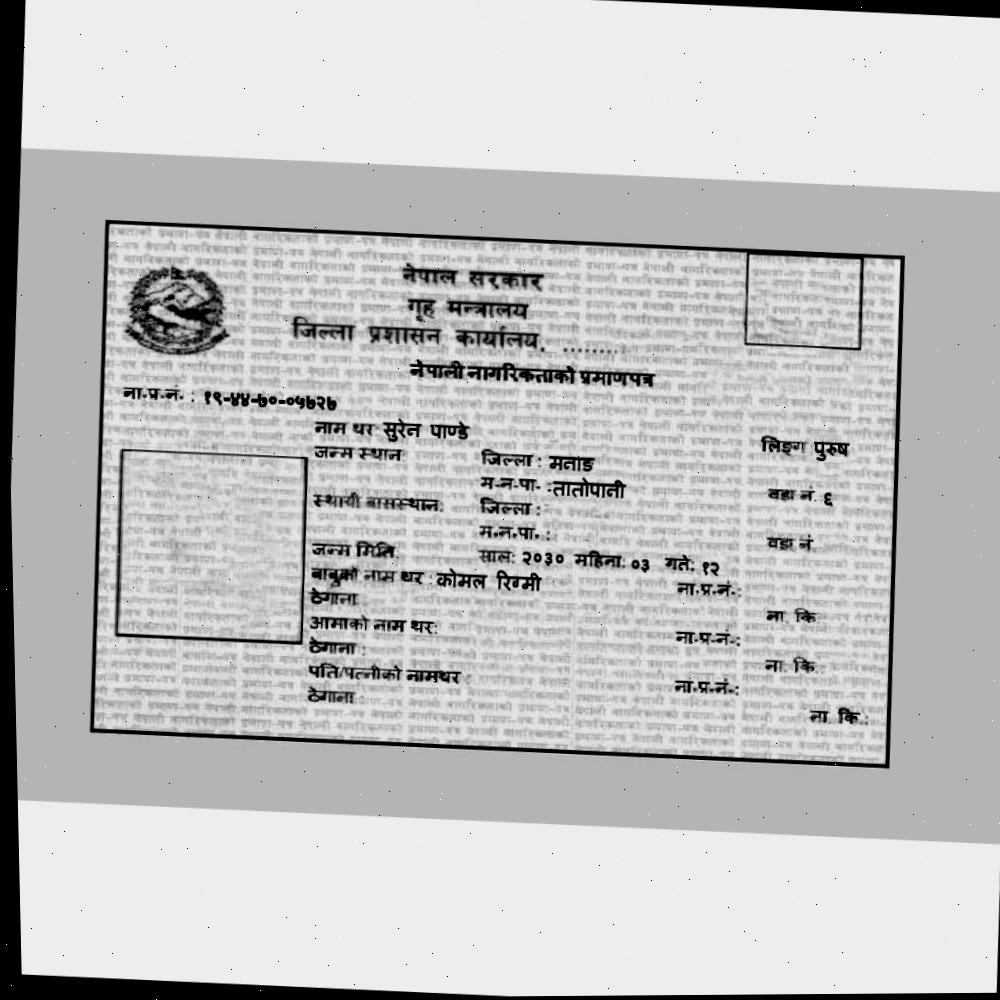 नेपाल सरकार
गृह मन्त्रालय
जिल्ला प्रशासन कार्यालय, ........
नेपाली नागरिकताको प्रमाणपत्र
ना.प्र.नं. : १९-४४-७०-०५७२७
नाम थर: सुरेन पाण्डे लिङ्ग पुरुष
जन्म स्थान: जिल्ला : मनाङ
म.न.पा. :तातोपानी वडा नं. ६
स्थायी बासस्थान: जिल्ला :
म.न.पा. : वडा नं
जन्म मिति: साल: २०३० महिना: ०३ गते: १२
बाबुको नाम थर : कोमल रिग्मी ना.प्र.नं.:
ठेगाना : ना. कि.
आमाको नाम थर: ना.प्र.नं.:
ठेगाना : ना. कि.
पति/पत्नीको नामथर : ना.प्र.नं.:
ठेगाना : ना. कि.: